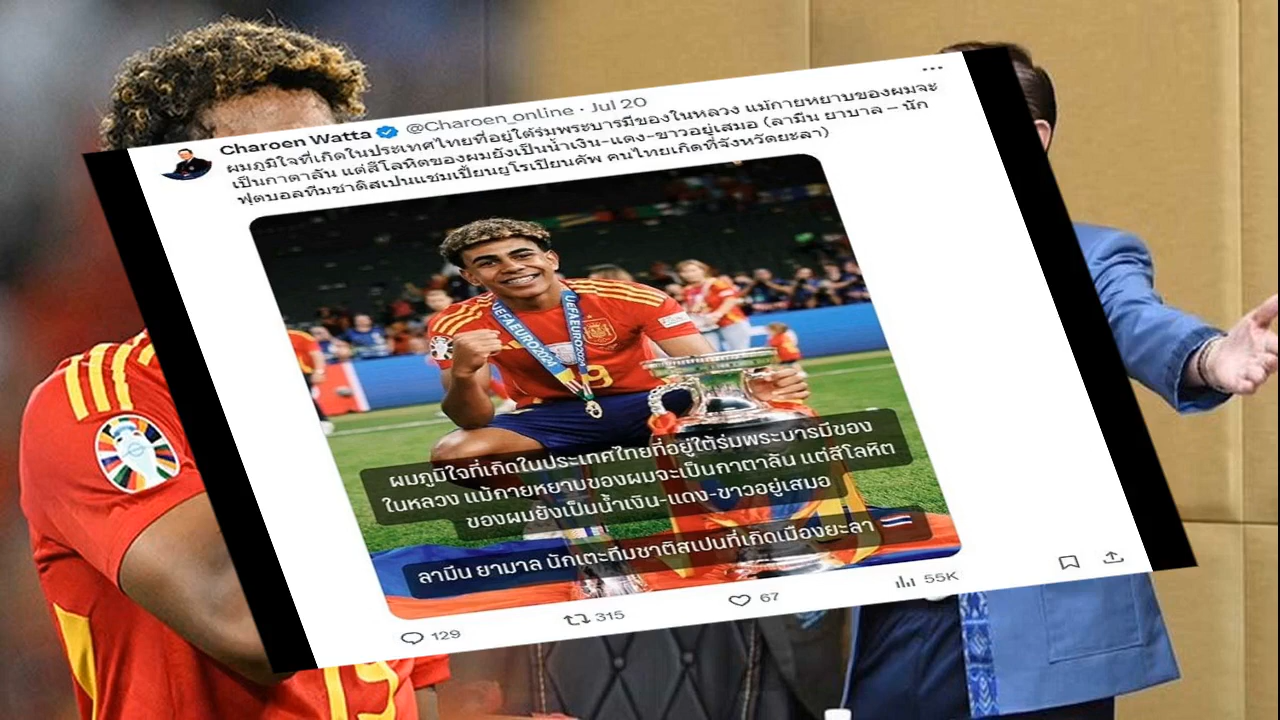 Charoen Watta @Charoen_online · Jul 20
ผมภูมิใจที่เกิดในประเทศไทยที่อยู่ใต้ร่มพระบารมีของในหลวง แม้กายหยาบของผมจะ
เป็นกาตาลัน แต่สีโลหิตของผมยังเป็นน้ำเงิน-แดง-ขาวอยู่เสมอ (ลามีน ยาบาล – นัก
ฟุตบอลทีมชาติสเปนแชมเปี้ยนยูโรเปียนคัพ คนไทยเกิดที่จังหวัดยะลา)
UEFA EURO 2024
UEFA EURO 2024
19
ผมภูมิใจที่เกิดในประเทศไทยที่อยู่ใต้ร่มพระบารมีของ
ในหลวง แม้กายหยาบของผมจะเป็นกาตาลัน แต่สีโลหิต
ของผมยังเป็นน้ำเงิน-แดง-ขาวอยู่เสมอ
ลามีน ยามาล นักเตะทีมชาติสเปนที่เกิดเมืองยะลา
129 315 67 55K
19